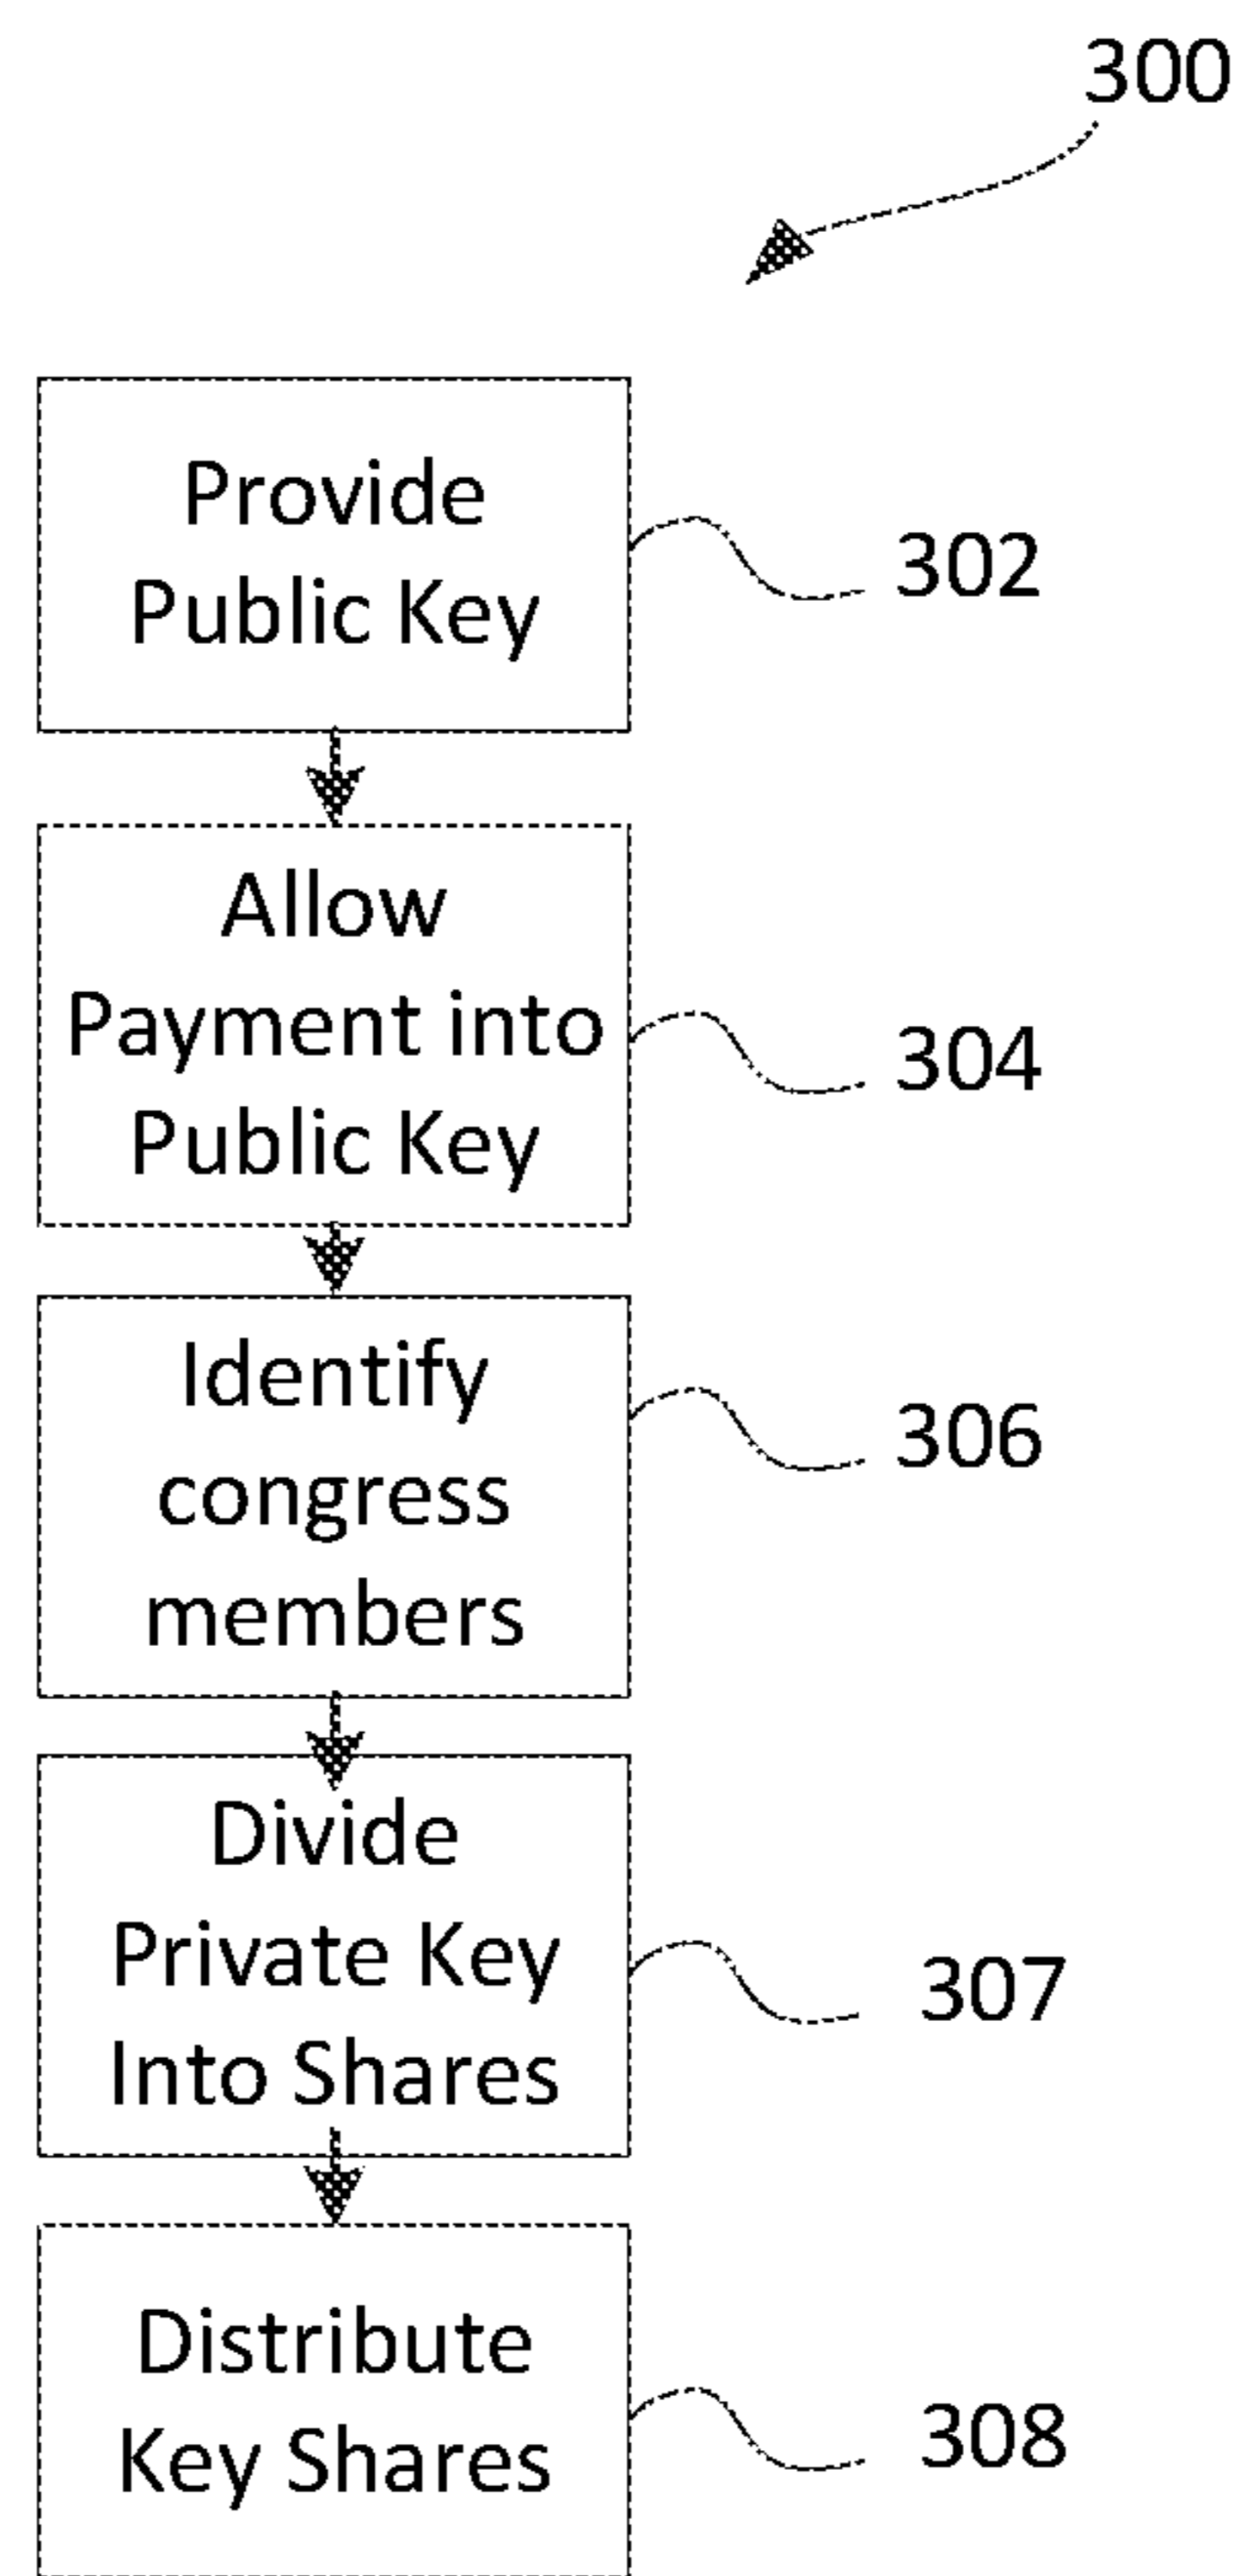 300
Provide
Public Key
302
Allow
Payment into
Public Key
304
Identify
congress
members
306
Divide
Private Key
Into Shares
307
Distribute
Key Shares
308